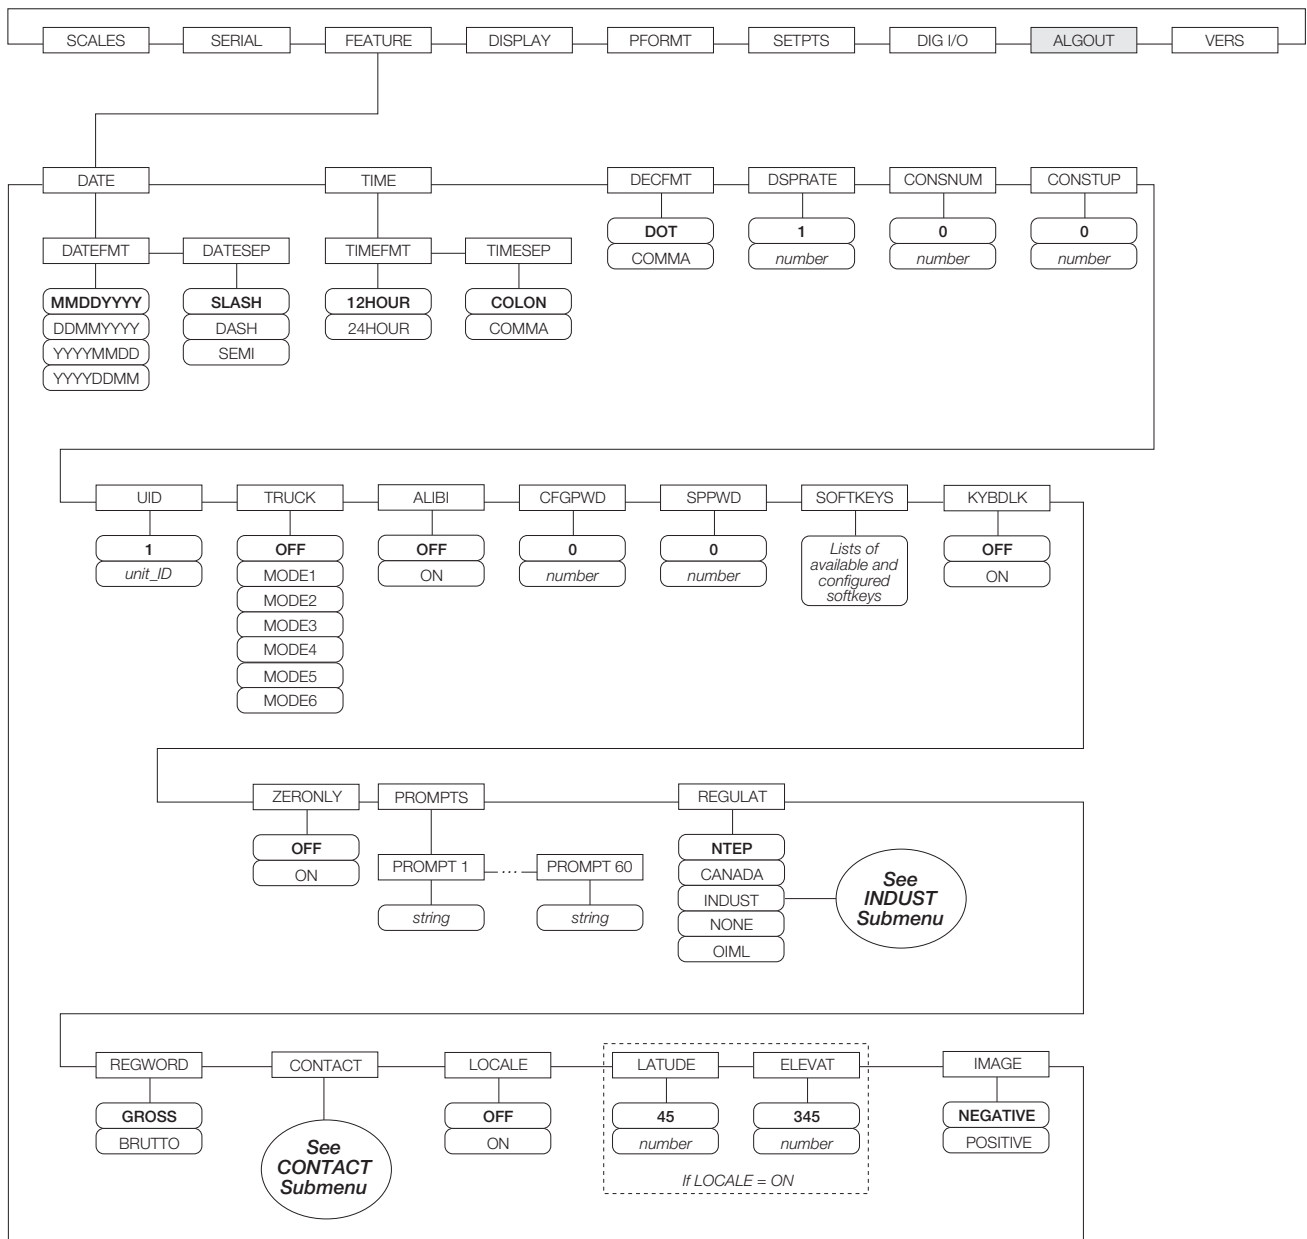 SCALES SERIAL FEATURE DISPLAY PFORMT SETPTS DIG I/O ALGOUT VERS
DATE TIME DECFMT DSPRATE CONSNUM CONSTUP
DOT 1 0 0
COMMA number number number
DATEFMT DATESEP TIMEFMT TIMESEP
MMDDYYYY SLASH 12HOUR COLON
DDMMYYYY DASH 24HOUR COMMA
YYYYMMDD SEMI
YYYYDDMM
UID TRUCK ALIBI CFGPWD SPPWD SOFTKEYS KYBDLK
1 OFF OFF 0 0 Lists of OFF
unit_ID MODE1 ON number number available and ON
MODE2 configured
MODE3 softkeys
MODE4
MODE5
MODE6
ZERONLY PROMPTS REGULAT
OFF NTEP
ON PROMPT 1 ... PROMPT 60 CANADA
string string INDUST
NONE
OIML
See
INDUST
Submenu
REGWORD CONTACT LOCALE LATUDE ELEVAT IMAGE
GROSS OFF 45 345 NEGATIVE
BRUTTO ON number number POSITIVE
See
CONTACT
Submenu
If LOCALE = ON